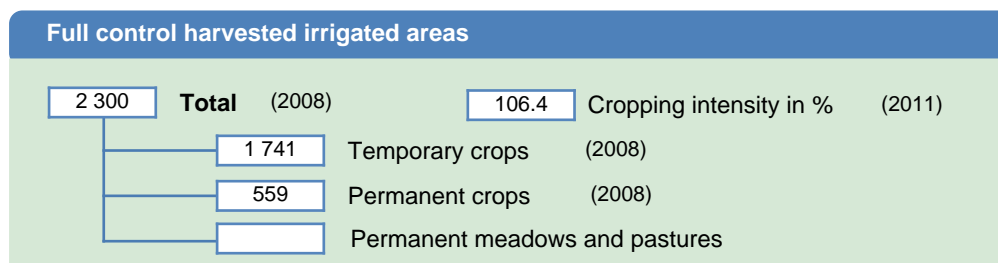 Full control harvested irrigated areas
2 300 Total (2008) 106.4 Cropping intensity in % (2011)
1 741 Temporary crops (2008)
559 Permanent crops (2008)
Permanent meadows and pastures